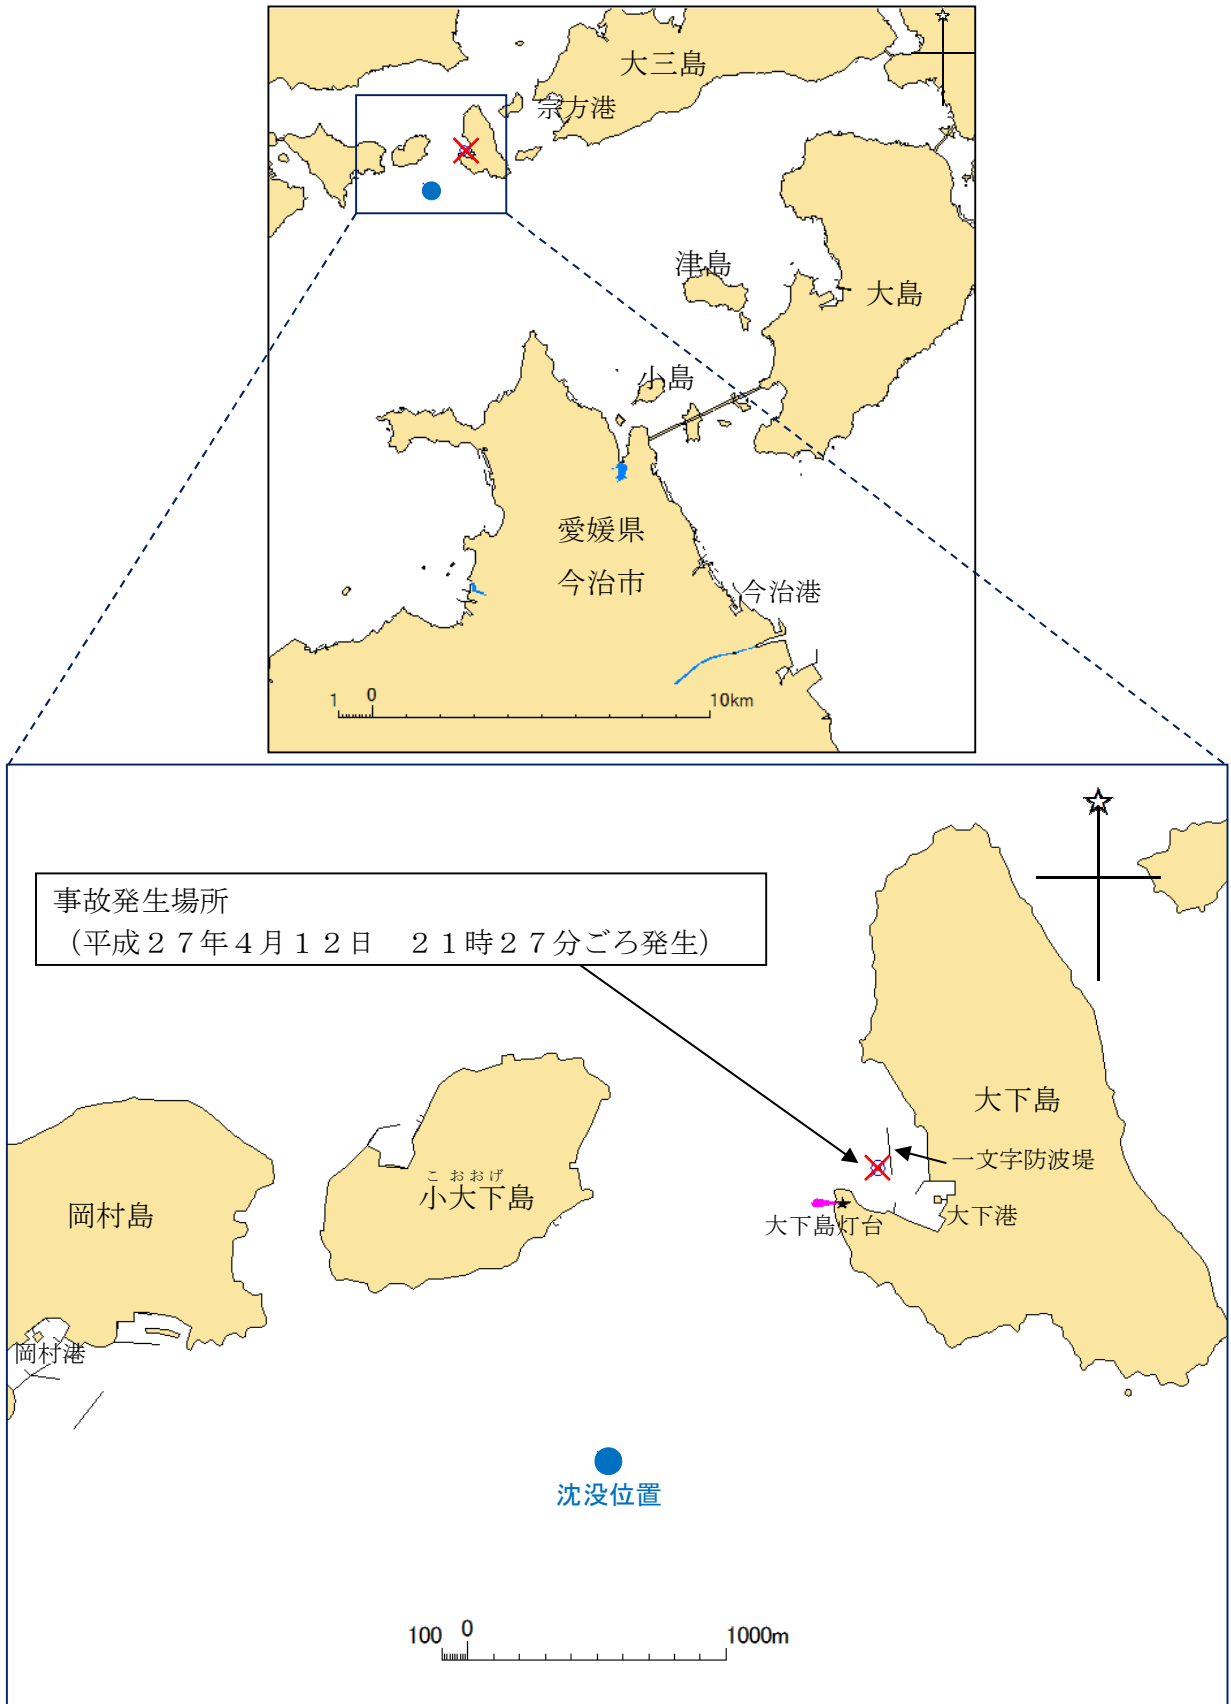 大三島
宗方港
津島
大島
小島
愛媛県
今治市
今治港
1 0 10km
事故発生場所
（平成２７年４月１２日　２１時２７分ごろ発生）
大下島
一文字防波堤
こ おおげ
小大下島
岡村島
大下島灯台
大下港
岡村港
沈没位置
100 0 1000m